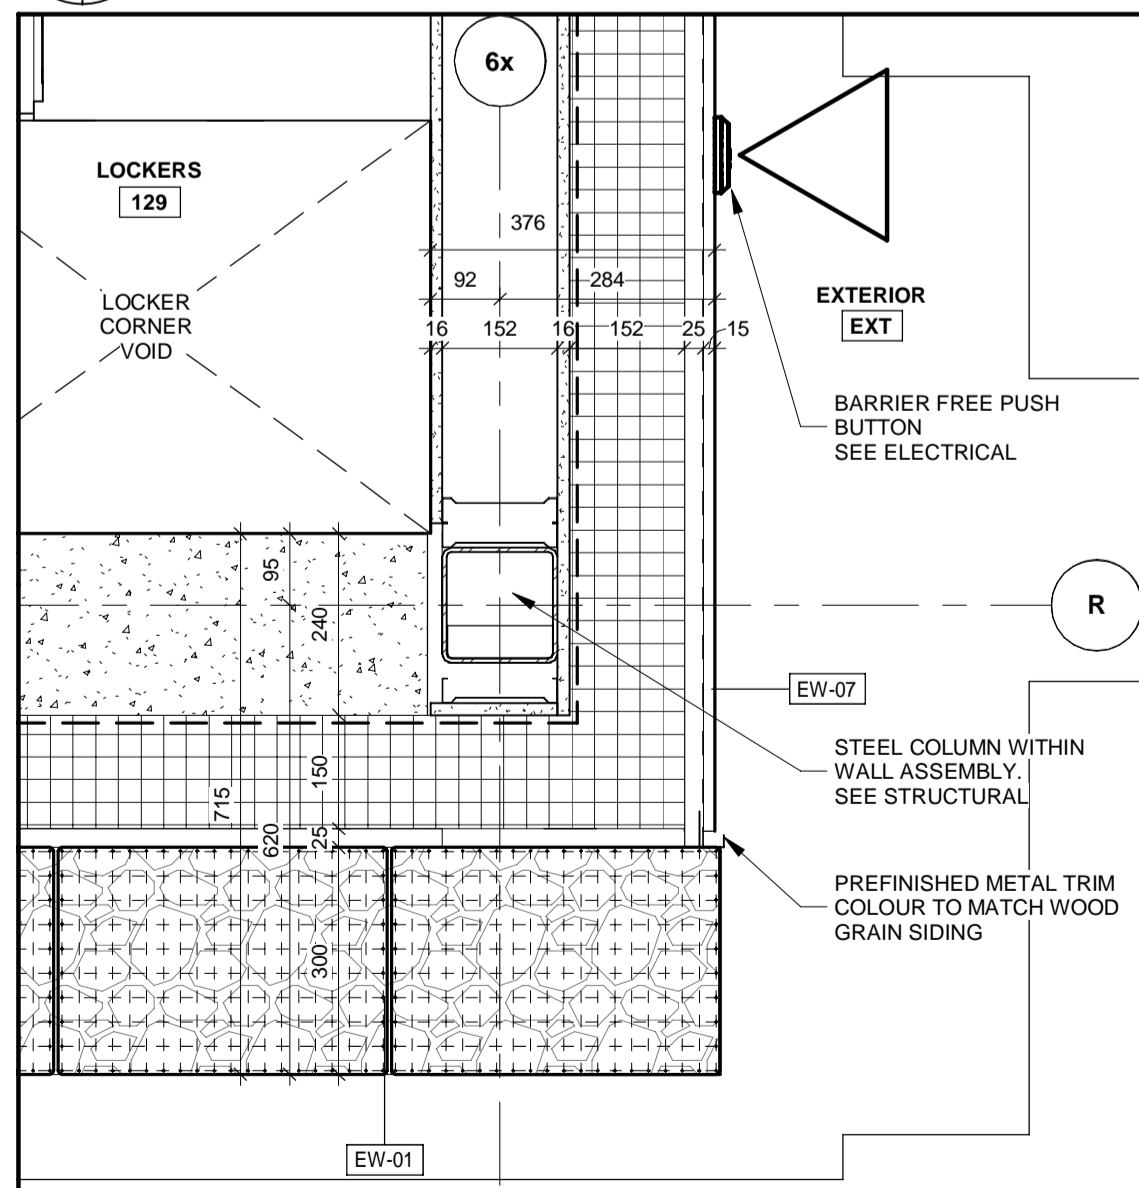 6x
LOCKERS
129
LOCKER
CORNER
VOID
376
92
284
16
152
16
152
25
15
EXTERIOR
EXT
BARRIER FREE PUSH
BUTTON
SEE ELECTRICAL
95
240
R
EW-07
STEEL COLUMN WITHIN
WALL ASSEMBLY.
SEE STRUCTURAL
150
715
620
25
PREFINISHED METAL TRIM
COLOUR TO MATCH WOOD
GRAIN SIDING
300
EW-01